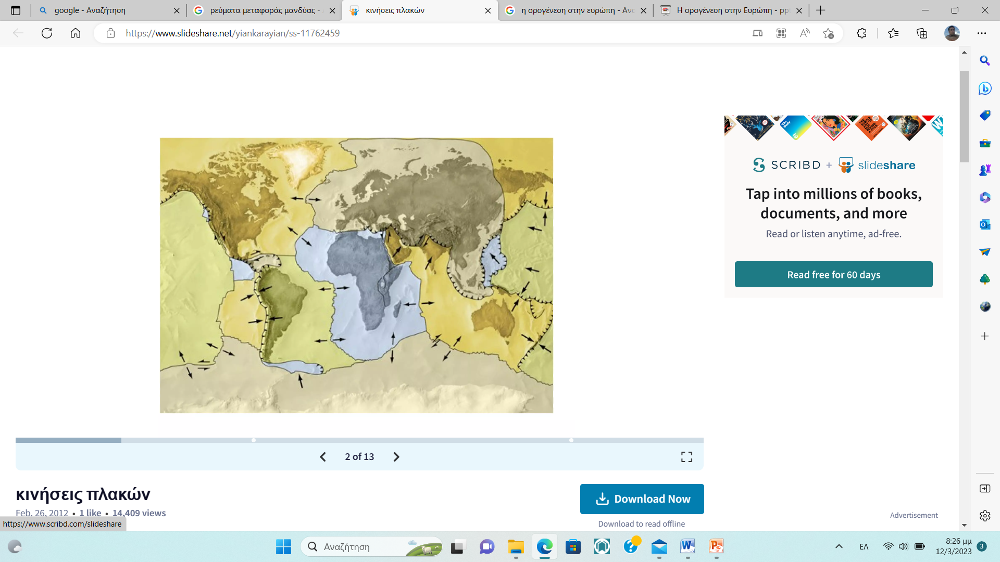 google - Αναζήτηση
ρεύματα μεταφοράς μανδύας -
κινήσεις πλακών
η ορογένεση στην ευρώπη - Ανα
Η ορογένεση στην Ευρώπη - ppt
https://www.slideshare.net/yiankarayian/ss-11762459
SCRIBD + slideshare
Tap into millions of books,
documents, and more
Read or listen anytime, ad-free.
Read free for 60 days
2 of 13
κινήσεις πλακών
Feb. 26, 2012 • 1 like • 14,409 views
Download Now
Download to read offline
Advertisement
https://www.scribd.com/slideshare
Αναζήτηση
ΕΛ
8:26 μμ
12/3/2023
3